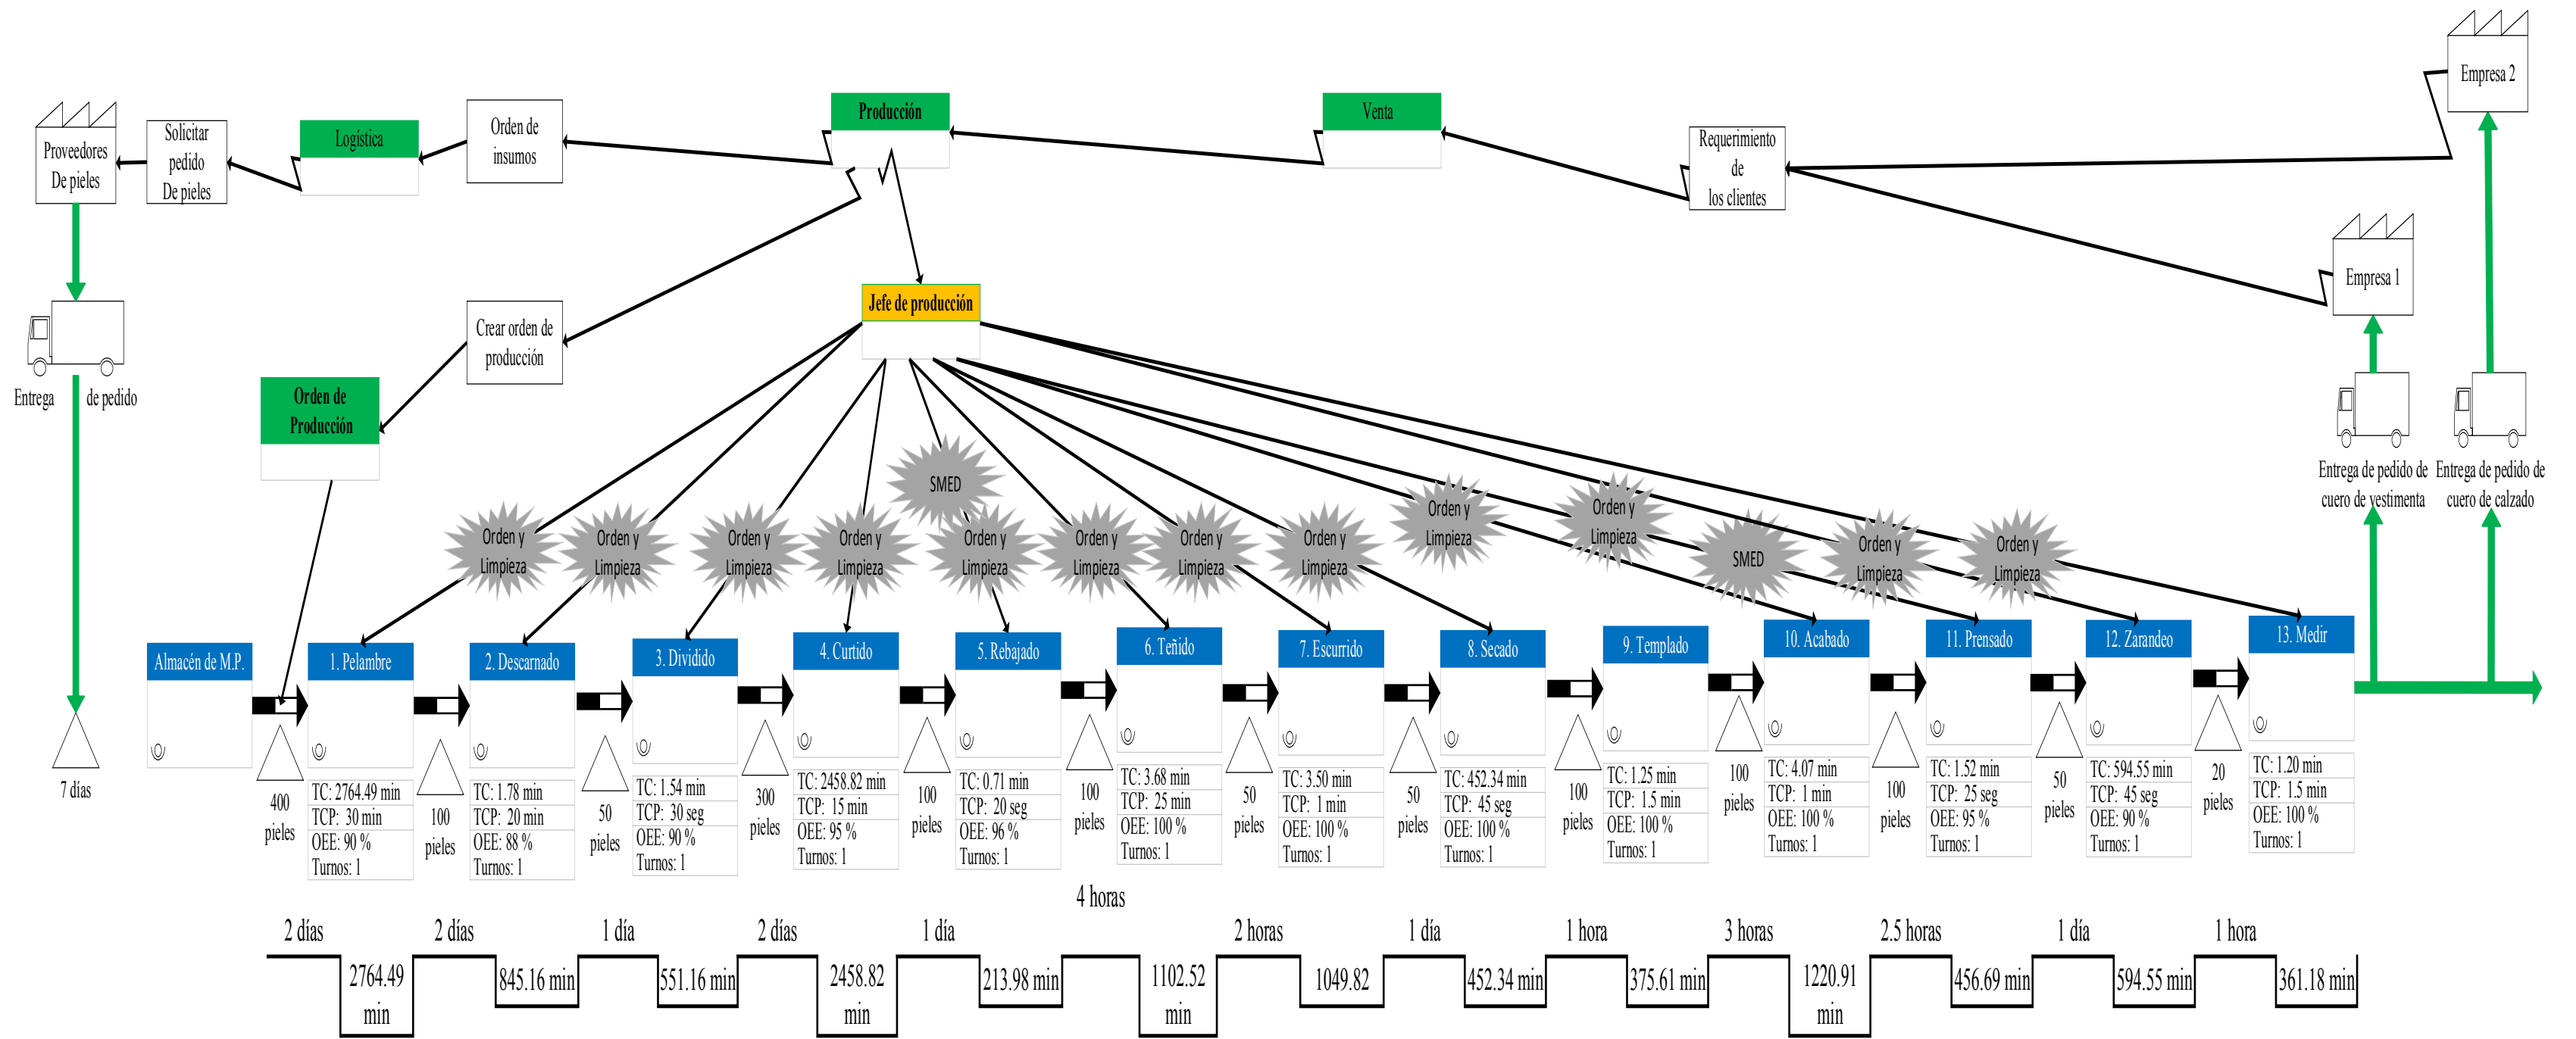 Empresa 2
Proveedores
De pieles
Solicitar
pedido
De pieles
Logística
Orden de
insumos
Producción
Venta
Requerimiento
de
los clientes
Empresa 1
Jefe de producción
Crear orden de
producción
Entrega de pedido
Orden de
Producción
Entrega de pedido de
cuero de vestimenta
Entrega de pedido de
cuero de calzado
SMED
Orden y
Limpieza
Orden y
Limpieza
Orden y
Limpieza
Orden y
Limpieza
Orden y
Limpieza
Orden y
Limpieza
Orden y
Limpieza
Orden y
Limpieza
Orden y
Limpieza
Orden y
Limpieza
SMED
Orden y
Limpieza
Orden y
Limpieza
Almacén de M.P.
1. Pelambre
2. Descarnado
3. Dividido
4. Curtido
5. Rebajado
6. Teñido
7. Escurrido
8. Secado
9. Templado
10. Acabado
11. Prensado
12. Zarandeo
13. Medir
7 días
400
pieles
TC: 2764.49 min
TCP: 30 min
OEE: 90 %
Turnos: 1
100
pieles
TC: 1.78 min
TCP: 20 min
OEE: 88 %
Turnos: 1
50
pieles
TC: 1.54 min
TCP: 30 seg
OEE: 90 %
Turnos: 1
300
pieles
TC: 2458.82 min
TCP: 15 min
OEE: 95 %
Turnos: 1
100
pieles
TC: 0.71 min
TCP: 20 seg
OEE: 96 %
Turnos: 1
100
pieles
TC: 3.68 min
TCP: 25 min
OEE: 100 %
Turnos: 1
50
pieles
TC: 3.50 min
TCP: 1 min
OEE: 100 %
Turnos: 1
50
pieles
TC: 452.34 min
TCP: 45 seg
OEE: 100 %
Turnos: 1
100
pieles
TC: 1.25 min
TCP: 1.5 min
OEE: 100 %
Turnos: 1
100
pieles
TC: 4.07 min
TCP: 1 min
OEE: 100 %
Turnos: 1
100
pieles
TC: 1.52 min
TCP: 25 seg
OEE: 95 %
Turnos: 1
50
pieles
TC: 594.55 min
TCP: 45 seg
OEE: 90 %
Turnos: 1
20
pieles
TC: 1.20 min
TCP: 1.5 min
OEE: 100 %
Turnos: 1
2 días
2 días
1 día
2 días
1 día
4 horas
2 horas
1 día
1 hora
3 horas
2.5 horas
1 día
1 hora
2764.49
min
845.16 min
551.16 min
2458.82
min
213.98 min
1102.52
min
1049.82
452.34 min
375.61 min
1220.91
min
456.69 min
594.55 min
361.18 min